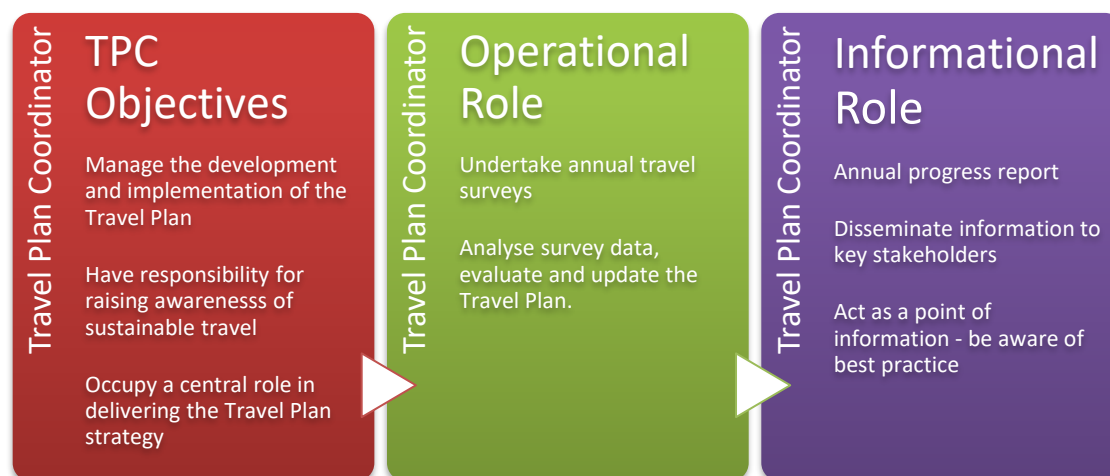 Travel Plan Coordinator
TPC
Objectives
Manage the development
and implementation of the
Travel Plan
Have responsibility for
raising awarenesss of
sustainable travel
Occupy a central role in
delivering the Travel Plan
strategy
Travel Plan Coordinator
Operational
Role
Undertake annual travel
surveys
Analyse survey data,
evaluate and update the
Travel Plan.
Travel Plan Coordinator
Informational
Role
Annual progress report
Disseminate information to
key stakeholders
Act as a point of
information - be aware of
best practice